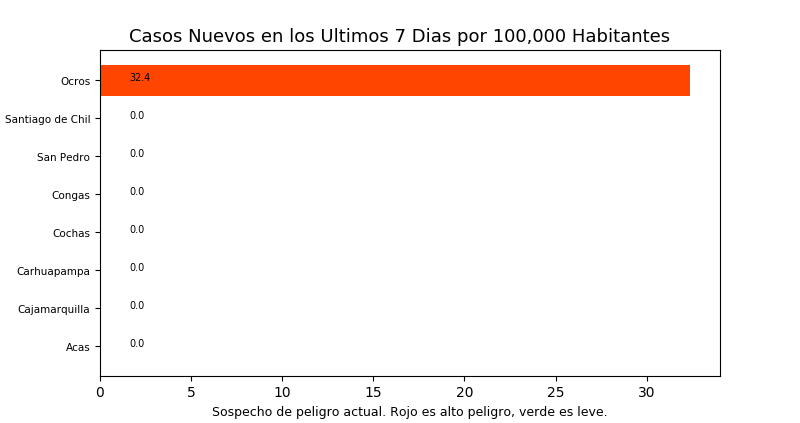 Casos Nuevos en los Ultimos 7 Dias por 100,000 Habitantes
Ocros 32.4
Santiago de Chil 0.0
San Pedro 0.0
Congas 0.0
Cochas 0.0
Carhuapampa 0.0
Cajamarquilla 0.0
Acas 0.0
0 5 10 15 20 25 30
Sospecho de peligro actual. Rojo es alto peligro, verde es leve.